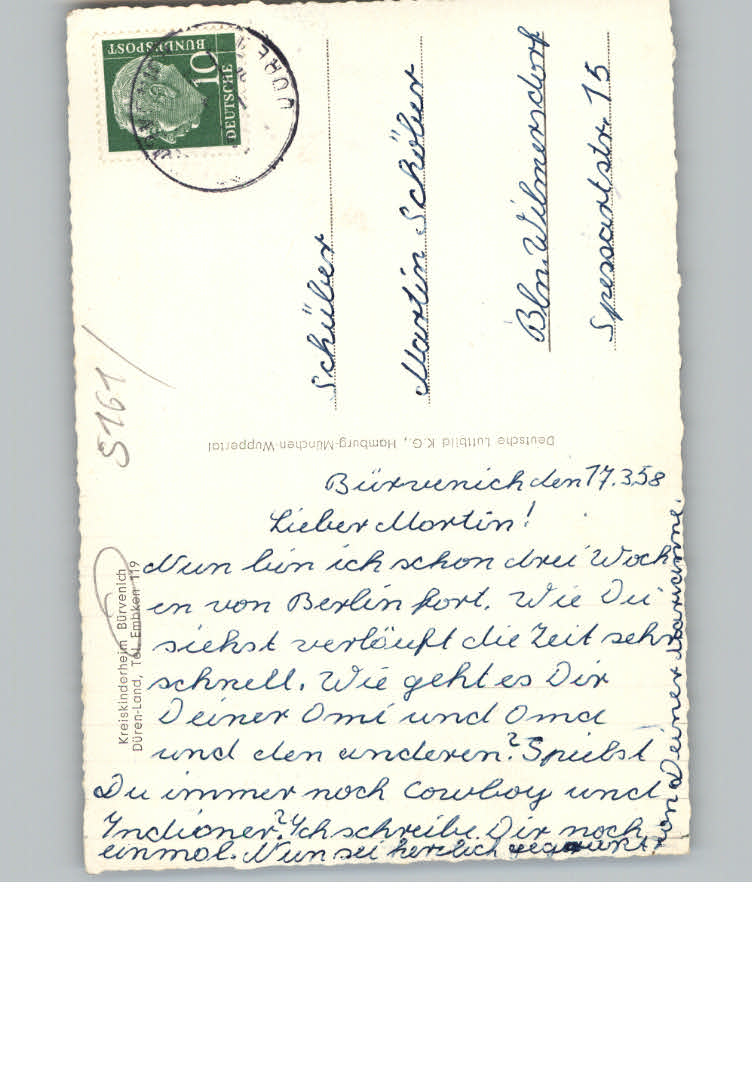 DEUTSCHE
BUNDESPOST
10
DÜREN
Schüler
Martin Schöber
Bln. Wilmersdorf
Spessartstr. 15
5161
Deutsche Luftbild K.G., Hamburg-München-Wuppertal
Kreiskinderheim Bürvenich
Düren-Land, Tel. Embken 119
Bürvenich den 17.3.58
Lieber Martin!
Nun bin ich schon drei Woch
en von Berlin fort. Wie Du
siehst verläuft die Zeit sehr
schnell. Wie geht es Dir
Deiner Omi und Oma
und den anderen? Spielst
Du immer noch Cowboy und
Indianer? Ich schreibe Dir noch
einmal. Nun sei herzlich gegrüßt
von Deiner Marianne.